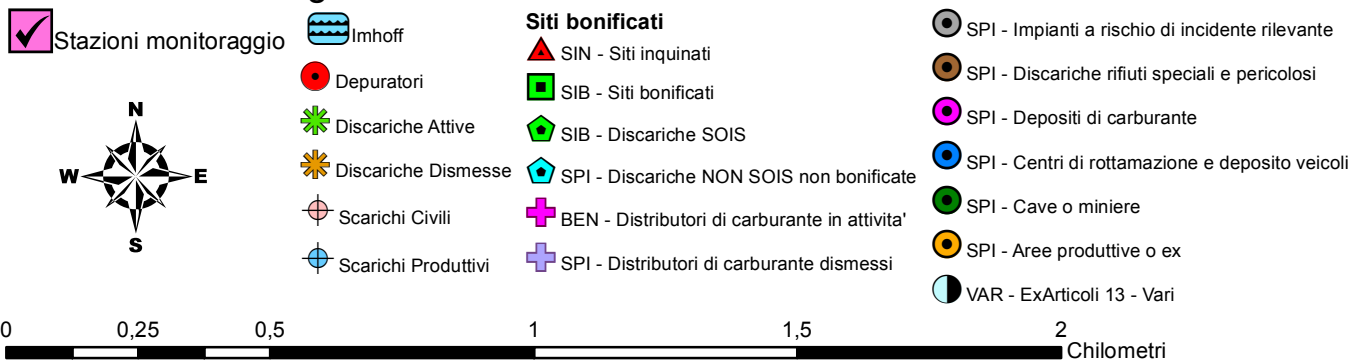 Stazioni monitoraggio
N
W
E
S
Imhoff
Depuratori
Discariche Attive
Discariche Dismesse
Scarichi Civili
Scarichi Produttivi
Siti bonificati
SIN - Siti inquinati
SIB - Siti bonificati
SIB - Discariche SOIS
SPI - Discariche NON SOIS non bonificate
BEN - Distributori di carburante in attivita'
SPI - Distributori di carburante dismessi
SPI - Impianti a rischio di incidente rilevante
SPI - Discariche rifiuti speciali e pericolosi
SPI - Depositi di carburante
SPI - Centri di rottamazione e deposito veicoli
SPI - Cave o miniere
SPI - Aree produttive o ex
VAR - ExArticoli 13 - Vari
0 0,25 0,5 1 1,5 2
Chilometri